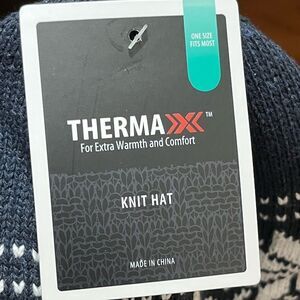 ONE SIZE
FITS MOST
THERMAXX™
For Extra Warmth and Comfort
KNIT HAT
MADE IN CHINA